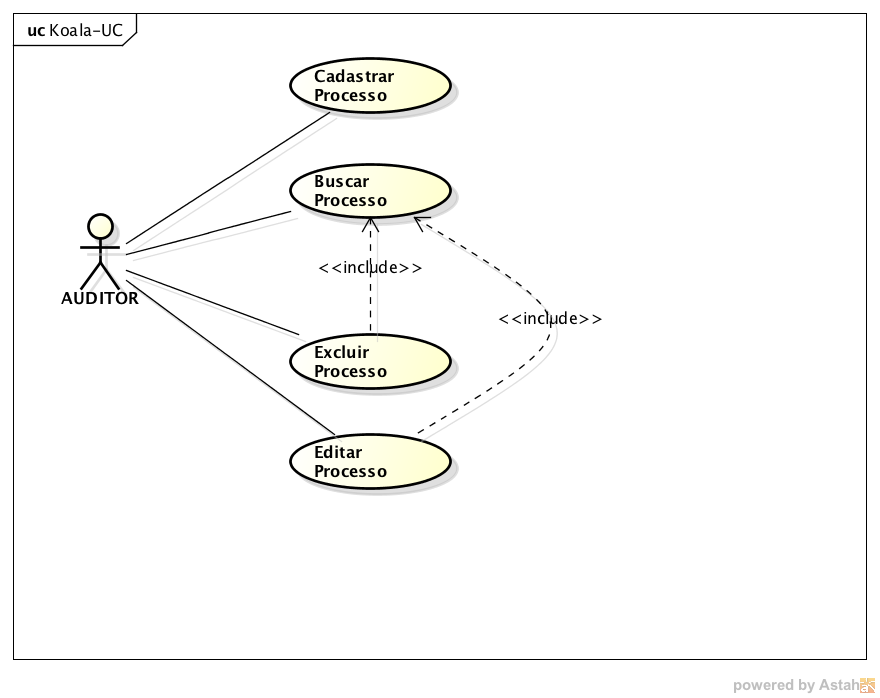 uc Koala-UC
Cadastrar
Processo
Buscar
Processo
<<include>>
AUDITOR
<<include>>
Excluir
Processo
Editar
Processo
powered by Astah